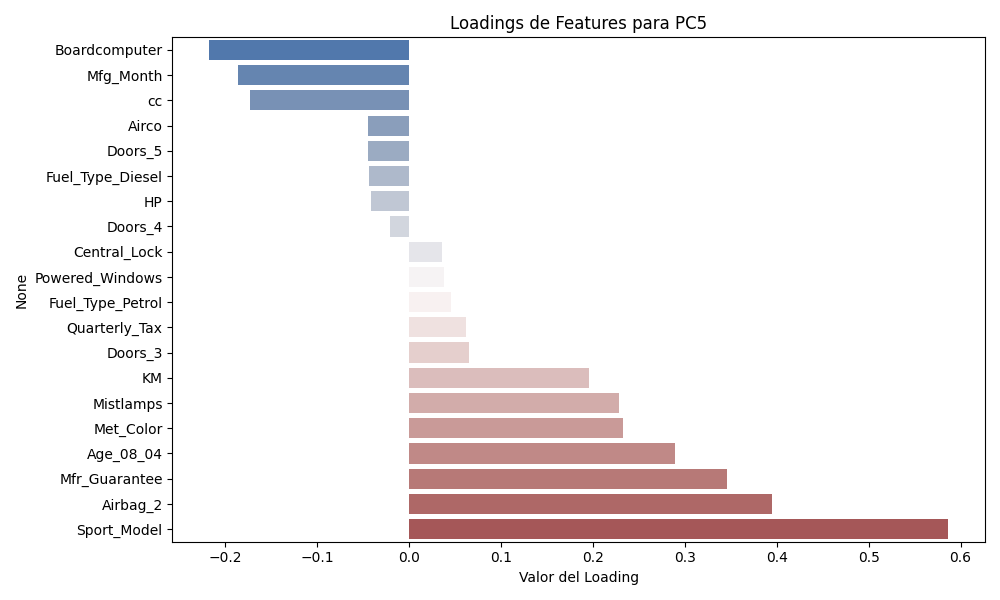 Loadings de Features para PC5
Boardcomputer
Mfg_Month
cc
Airco
Doors_5
Fuel_Type_Diesel
HP
Doors_4
Central_Lock
Powered_Windows
Fuel_Type_Petrol
Quarterly_Tax
Doors_3
KM
Mistlamps
Met_Color
Age_08_04
Mfr_Guarantee
Airbag_2
Sport_Model
None
−0.2 −0.1 0.0 0.1 0.2 0.3 0.4 0.5 0.6
Valor del Loading